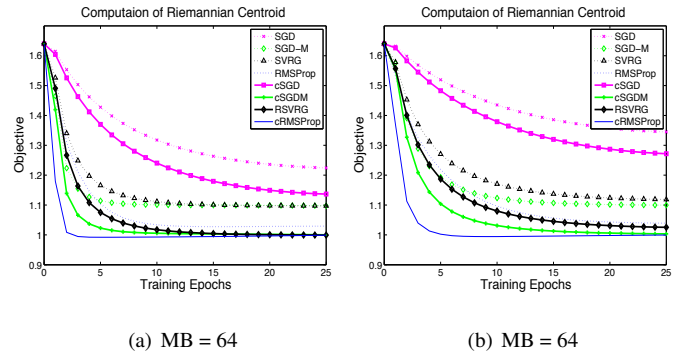 Computaion of Riemannian Centroid
Objective
1.6
1.5
1.4
1.3
1.2
1.1
1
0.9
0 5 10 15 20 25
Training Epochs
SGD
SGD-M
SVRG
RMSProp
cSGD
cSGDM
RSVRG
cRMSProp
(a) MB = 64
Computaion of Riemannian Centroid
Objective
1.6
1.5
1.4
1.3
1.2
1.1
1
0.9
0 5 10 15 20 25
Training Epochs
SGD
SGD-M
SVRG
RMSProp
cSGD
cSGDM
RSVRG
cRMSProp
(b) MB = 64